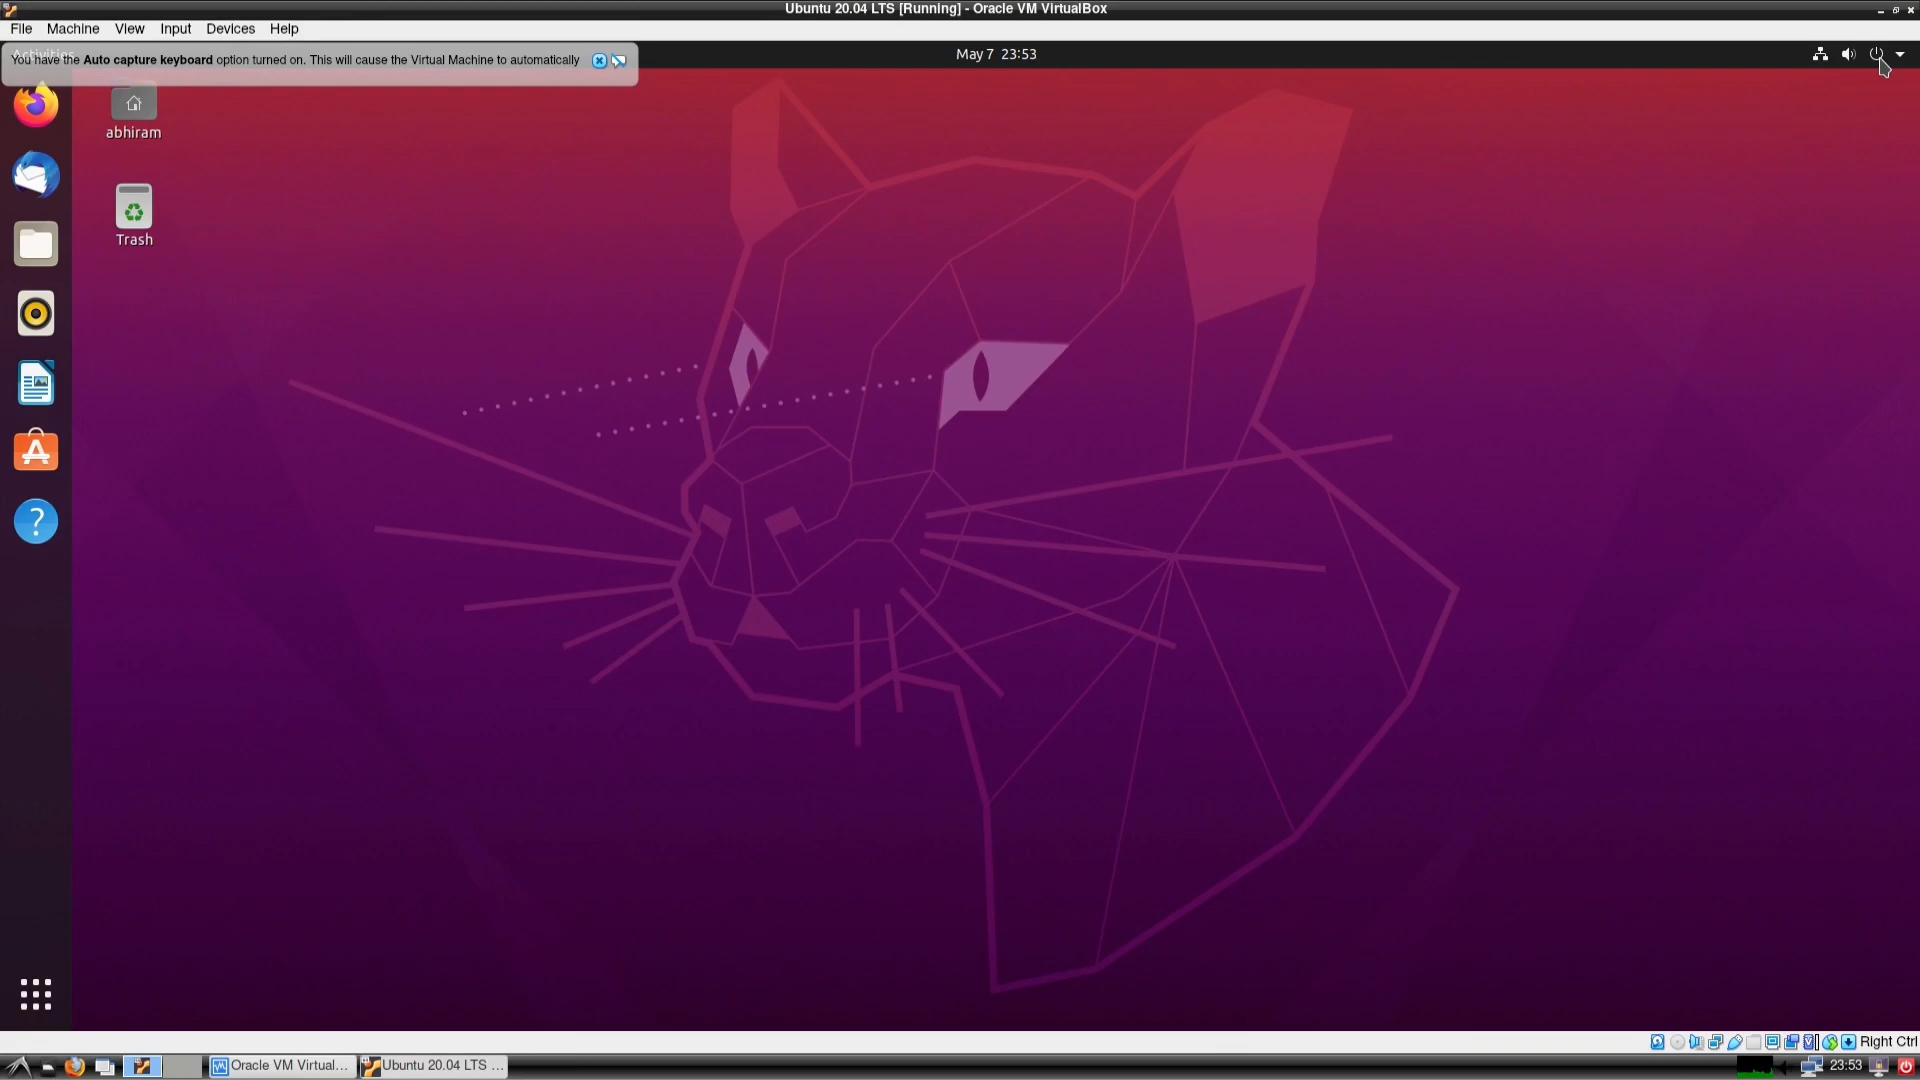 Ubuntu 20.04 LTS [Running] - Oracle VM VirtualBox
File Machine View Input Devices Help
You have the Auto capture keyboard option turned on. This will cause the Virtual Machine to automatically
Activities
May 7 23:53
abhiram
Trash
Right Ctrl
Oracle VM Virtual...
Ubuntu 20.04 LTS ...
23:53